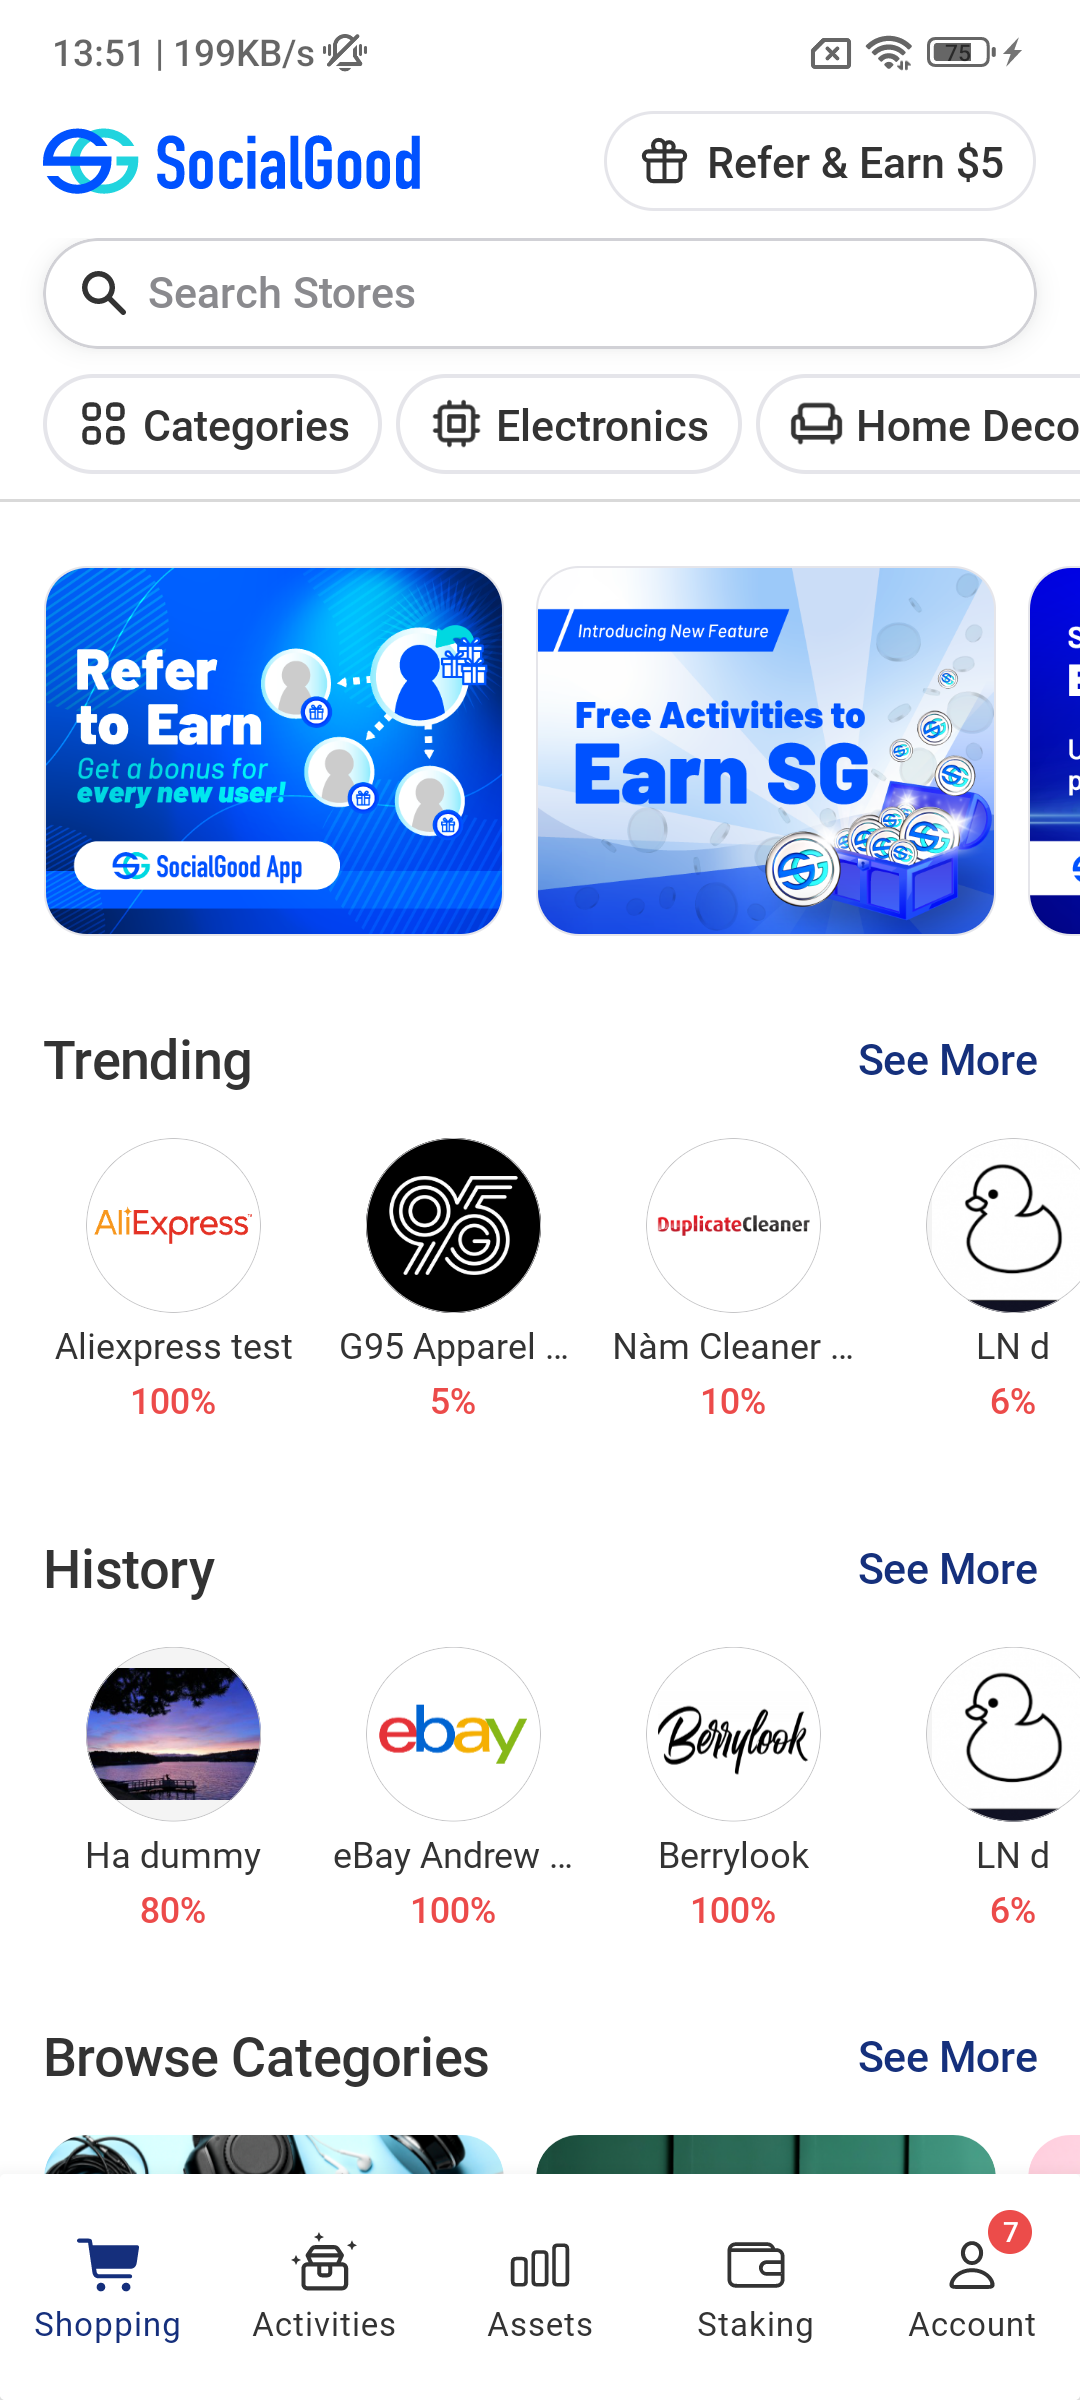 13:51 | 199KB/s
75
SocialGood
Refer & Earn $5
Search Stores
Categories
Electronics
Home Deco
Refer
to Earn
Get a bonus for
every new user!
SocialGood App
Introducing New Feature
Free Activities to
Earn SG
Trending
See More
AliExpress
95
DuplicateCleaner
Aliexpress test
G95 Apparel ...
Nàm Cleaner ...
LN d
100%
5%
10%
6%
History
See More
ebay
Berrylook
Ha dummy
eBay Andrew ...
Berrylook
LN d
80%
100%
100%
6%
Browse Categories
See More
7
Shopping
Activities
Assets
Staking
Account